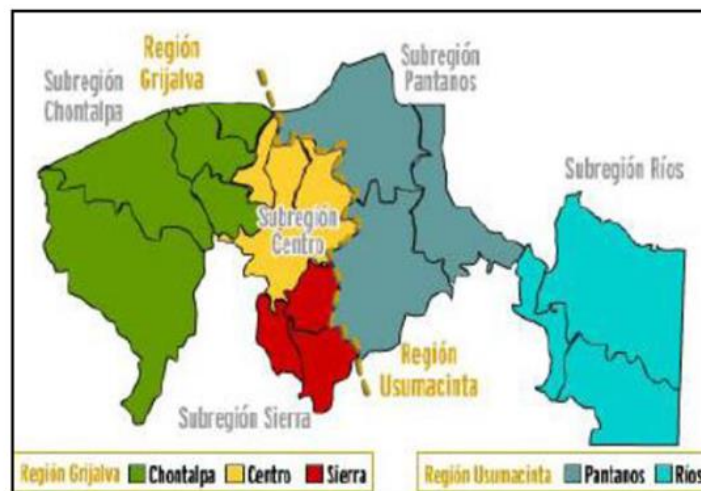 Región
Grijalva
Subregión
Chontalpa
Subregión
Pantanos
Subregión Ríos
Subregión
Centro
Región
Usumacinta
Subregión Sierra
Región Grijalva Chontalpa Centro Sierra
Región Usumacinta Pantanos Ríos